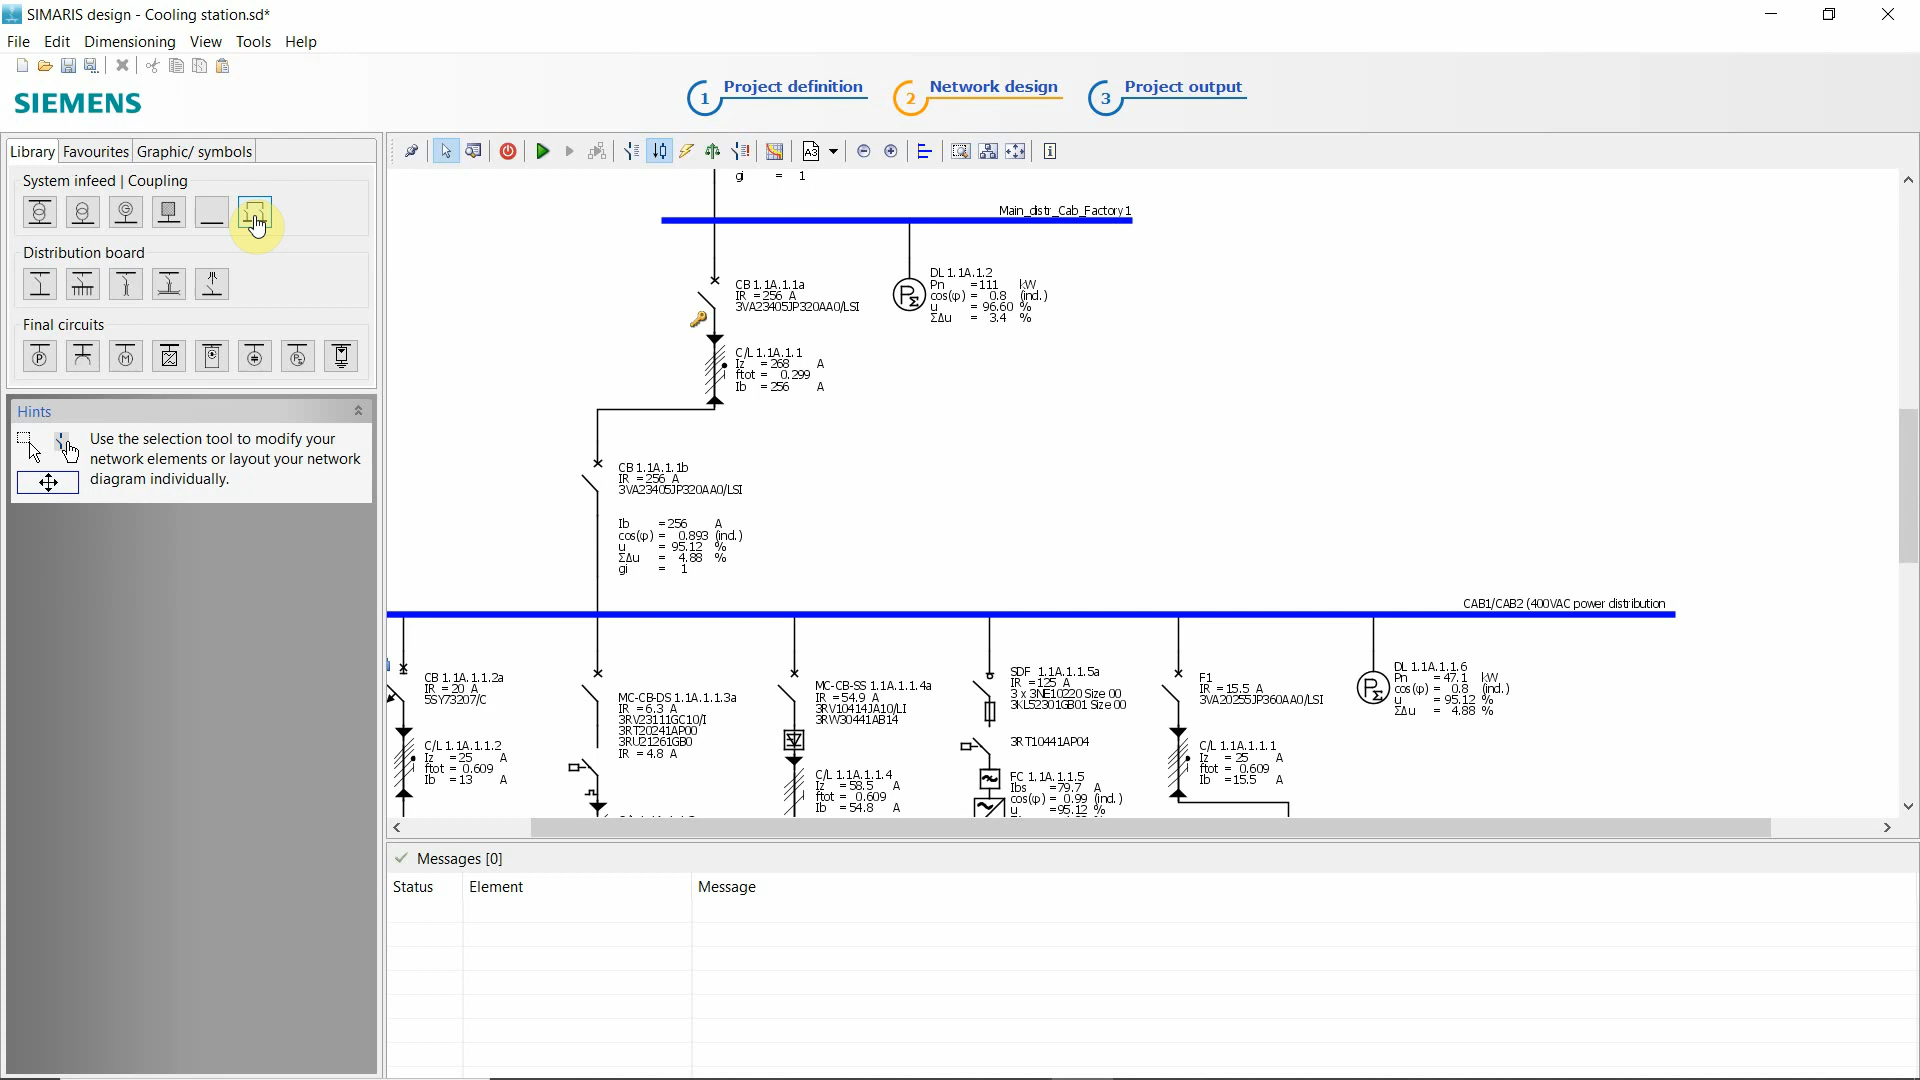 SIMARIS design - Cooling station.sd*
File Edit Dimensioning View Tools Help
SIEMENS
1 Project definition
2 Network design
3 Project output
Library Favourites Graphic/ symbols
System infeed | Coupling
Distribution board
Final circuits
Hints
Use the selection tool to modify your
network elements or layout your network
diagram individually.
A3
gi = 1
Main_distr_Cab_Factory1
CB 1.1A.1.1a
IR = 256 A
3VA23405JP320AA0/LSI
DL 1.1A.1.2
Pn =111 kW
cos(φ) = 0.8 (ind.)
u = 96.60 %
ΣΔu = 3.4 %
C/L 1.1A.1.1
Iz =268 A
ftot = 0.299
Ib =256 A
CB 1.1A.1.1b
IR = 256 A
3VA23405JP320AA0/LSI
Ib =256 A
cos(φ) = 0.893 (ind.)
u = 95.12 %
ΣΔu = 4.88 %
gi = 1
CAB1/CAB2 (400VAC power distribution
CB 1.1A.1.1.2a
IR = 20 A
5SY73207/C
C/L 1.1A.1.1.2
Iz =25 A
ftot = 0.609
Ib =13 A
MC-CB-DS 1.1A.1.1.3a
IR = 6.3 A
3RV23111GC10/I
3RT20241AP00
3RU21261GB0
IR = 4.8 A
MC-CB-SS 1.1A.1.1.4a
IR = 54.9 A
3RV10414JA10/LI
3RW30441AB14
C/L 1.1A.1.1.4
Iz =58.5 A
ftot = 0.609
Ib =54.8 A
SDF 1.1A.1.1.5a
IR =125 A
3 x 3NE10220 Size 00
3KL52301GB01 Size 00
3RT10441AP04
FC 1.1A.1.1.5
Ibs =79.7 A
cos(φ) = 0.99 (ind.)
u =95.12 %
F1
IR = 15.5 A
3VA20255JP360AA0/LSI
C/L 1.1A.1.1.1
Iz =25 A
ftot = 0.609
Ib =15.5 A
DL 1.1A.1.1.6
Pn =47.1 kW
cos(φ) = 0.8 (ind.)
u = 95.12 %
ΣΔu = 4.88 %
Messages [0]
Status Element Message